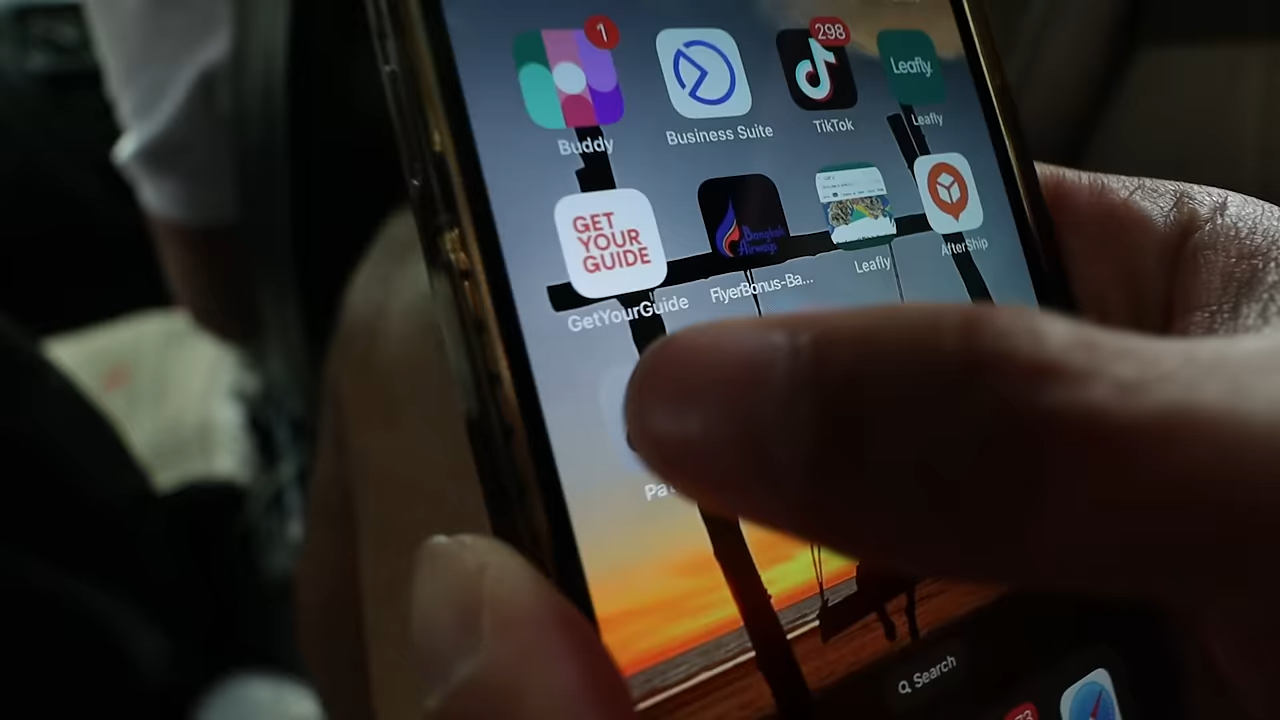 1
298
Leafly
Buddy
Business Suite
TikTok
Leafly
GET
YOUR
GUIDE
Bangkok
Airways
GetYourGuide
FlyerBonus-Ba...
Leafly
AfterShip
Search